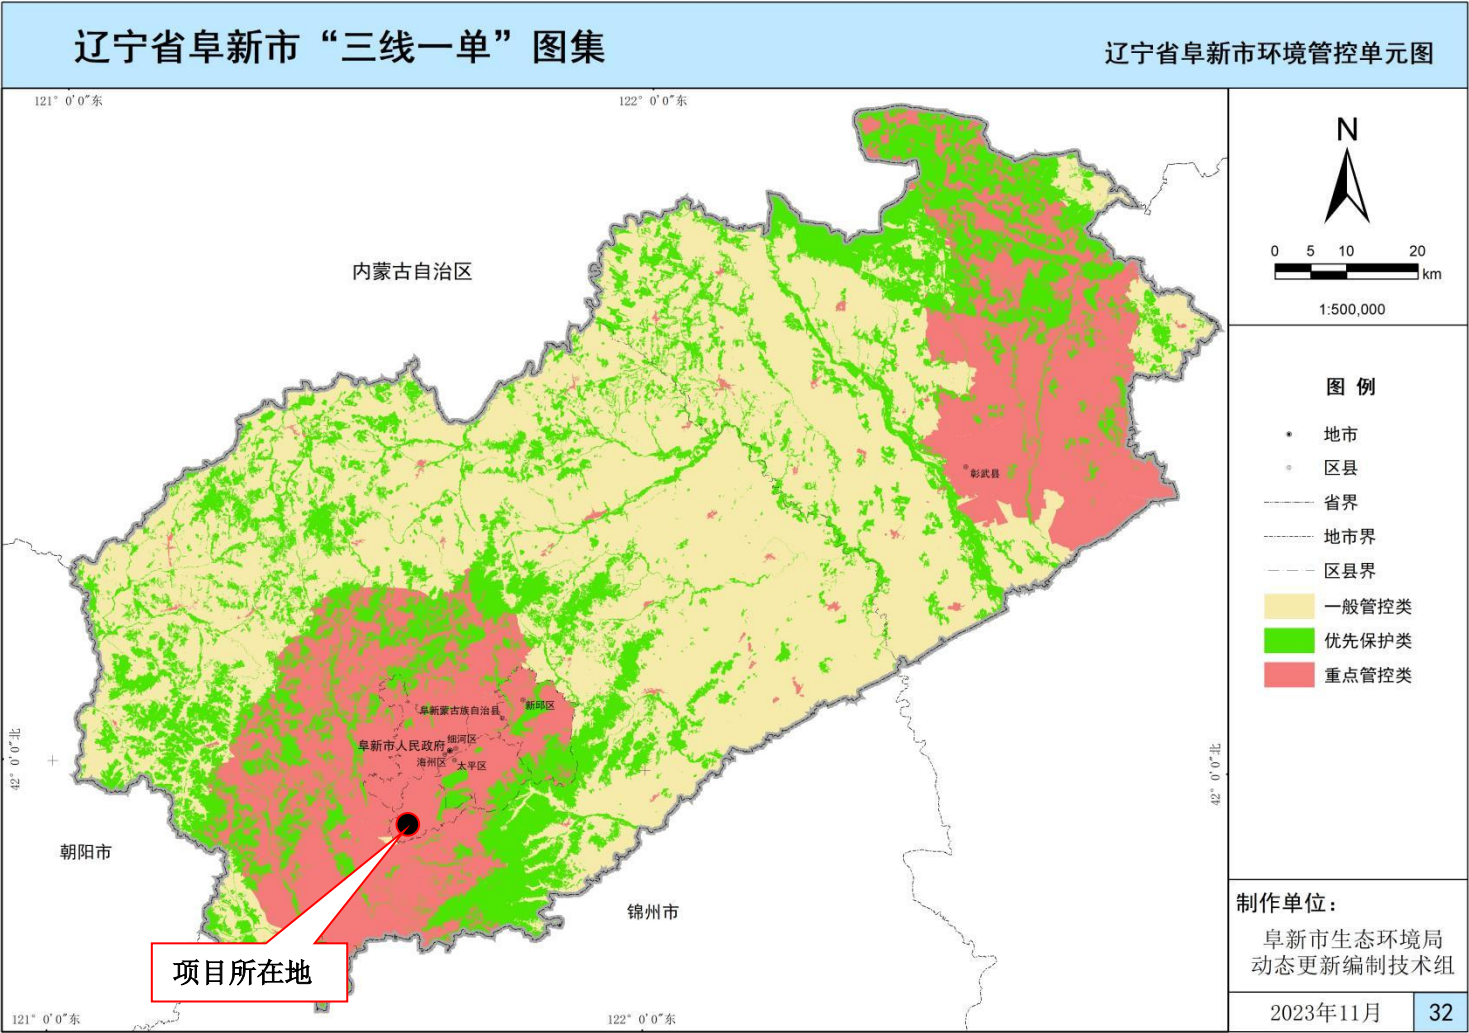 辽宁省阜新市“三线一单”图集
辽宁省阜新市环境管控单元图
121° 0′0″东
122° 0′0″东
N
0 5 10 20
km
1:500,000
内蒙古自治区
图 例
地市
区县
省界
地市界
区县界
一般管控类
优先保护类
重点管控类
彰武县
新邱区
阜新蒙古族自治县
细河区
阜新市人民政府
海州区
太平区
42° 0′0″北
42° 0′0″北
朝阳市
锦州市
项目所在地
制作单位：
阜新市生态环境局
动态更新编制技术组
121° 0′0″东
122° 0′0″东
2023年11月
32